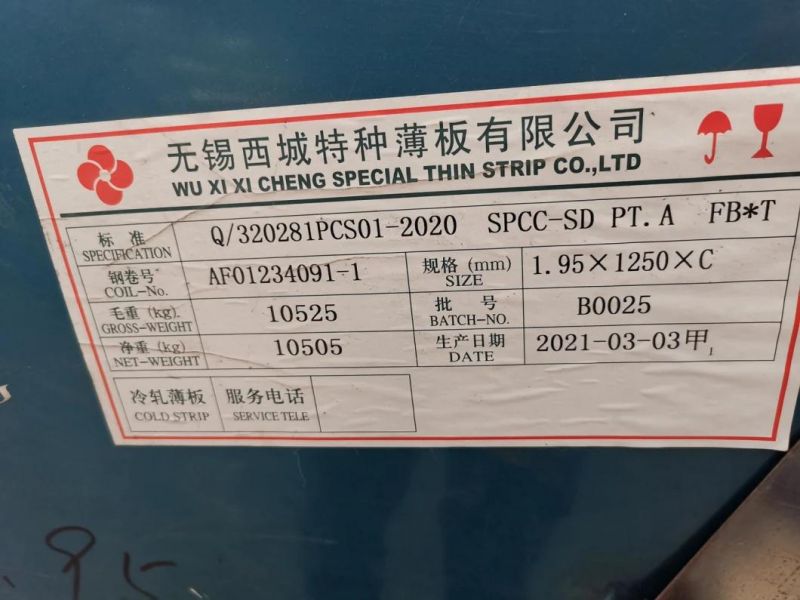 无锡西城特种薄板有限公司
WU XI XI CHENG SPECIAL THIN STRIP CO.,LTD
标 准 Q/320281PCS01-2020 SPCC-SD PT.A FB*T
SPECIFICATION
钢卷号 AF01234091-1 规格 (mm) 1.95×1250×C
COIL-No. SIZE
毛重 (kg). 10525 批 号 B0025
GROSS-WEIGHT BATCH-NO.
净重 (kg) 10505 生产日期 2021-03-03甲1
NET-WEIGHT DATE
冷轧薄板 服务电话
COLD STRIP SERVICE TELE
.95